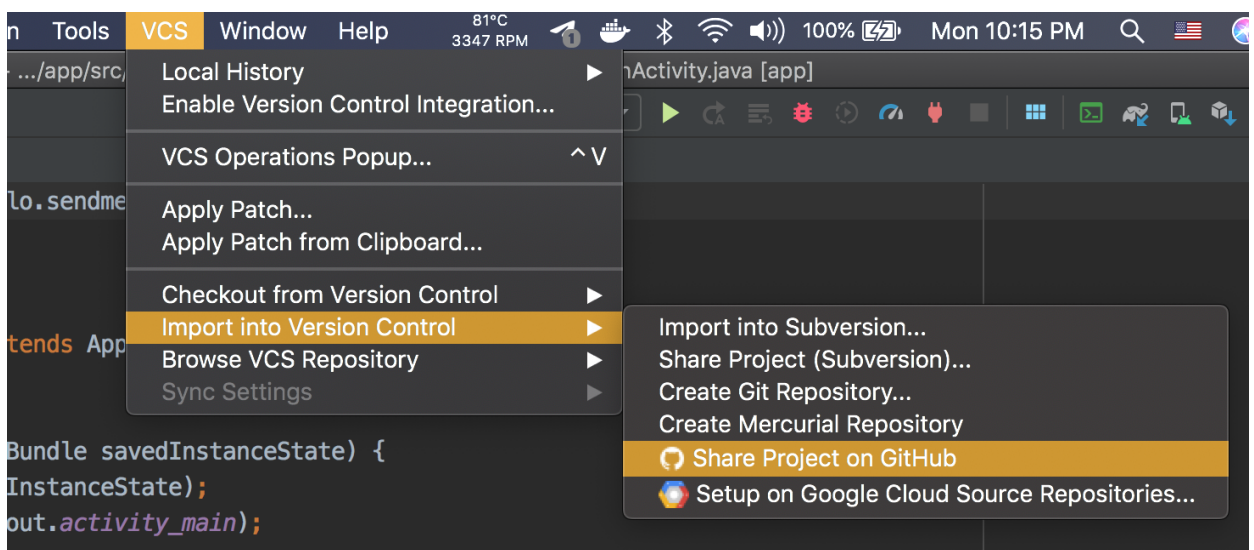 n Tools VCS Window Help 81°C 100% Mon 10:15 PM
3347 RPM
1
.../app/src, Local History nActivity.java [app]
Enable Version Control Integration...
VCS Operations Popup... ^V
lo.sendme
Apply Patch...
Apply Patch from Clipboard...
Checkout from Version Control
Import into Version Control Import into Subversion...
tends App
Browse VCS Repository Share Project (Subversion)...
Sync Settings Create Git Repository...
Create Mercurial Repository
Bundle savedInstanceState) { Share Project on GitHub
InstanceState); Setup on Google Cloud Source Repositories...
out.activity_main);